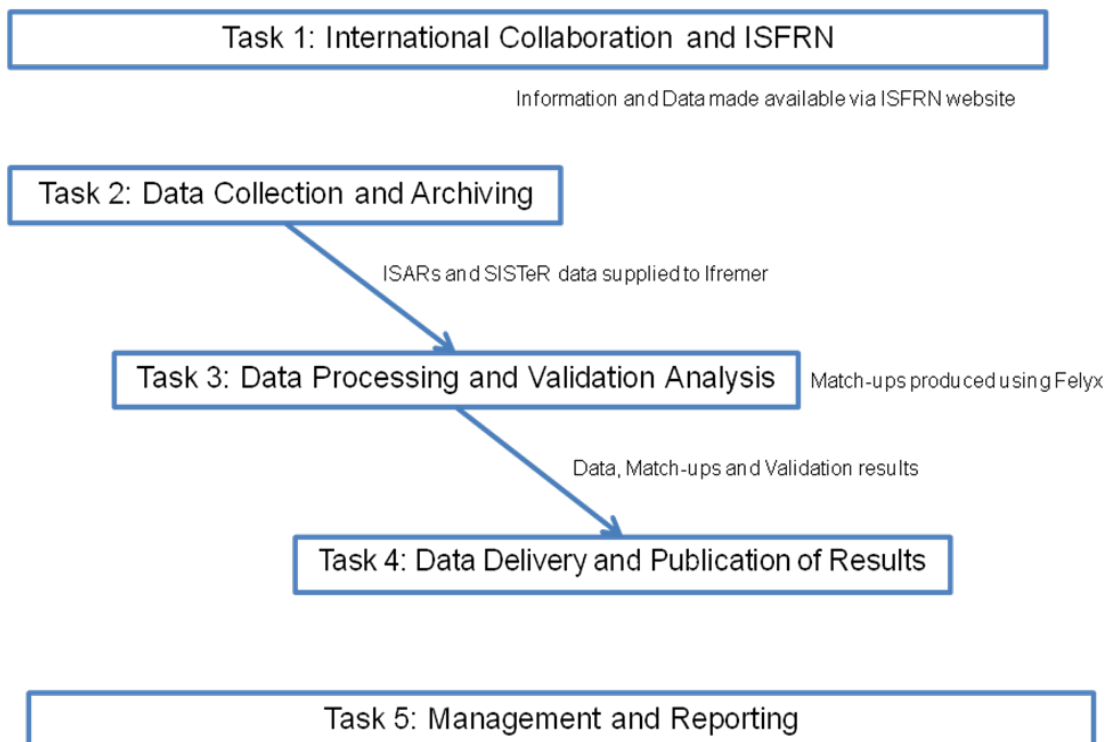 Task 1: International Collaboration and ISFRN
Information and Data made available via ISFRN website
Task 2: Data Collection and Archiving
ISARs and SISTeR data supplied to Ifremer
Task 3: Data Processing and Validation Analysis
Match-ups produced using Felyx
Data, Match-ups and Validation results
Task 4: Data Delivery and Publication of Results
Task 5: Management and Reporting